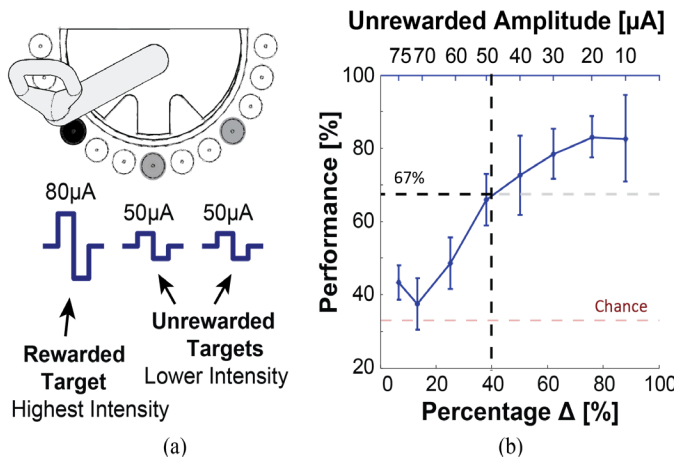 (a)
80μA
50μA
50μA
Rewarded
Target
Highest Intensity
Unrewarded
Targets
Lower Intensity
(b)
Unrewarded Amplitude [μA]
75 70 60 50 40 30 20 10
Performance [%]
100
80
60
40
20
67%
Chance
0 20 40 60 80 100
Percentage Δ [%]
a
b